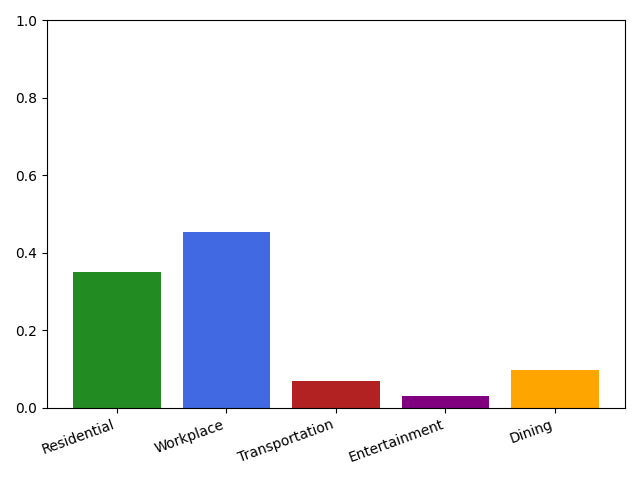 1.0
0.8
0.6
0.4
0.2
0.0
Residential
Workplace
Transportation
Entertainment
Dining